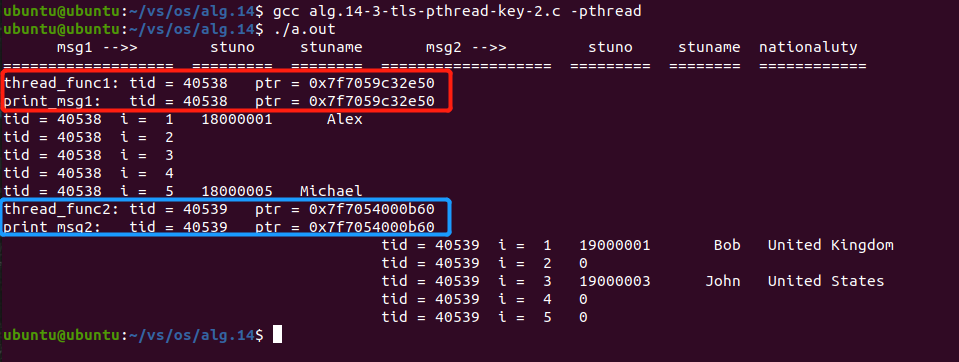 ubuntu@ubuntu:~/vs/os/alg.14$ gcc alg.14-3-tls-pthread-key-2.c -pthread
ubuntu@ubuntu:~/vs/os/alg.14$ ./a.out
msg1 -->> stuno stuname msg2 -->> stuno stuname nationaluty
=================== ========= ======== =================== ========= ======== ============
thread_func1: tid = 40538 ptr = 0x7f7059c32e50
print_msg1: tid = 40538 ptr = 0x7f7059c32e50
tid = 40538 i = 1 18000001 Alex
tid = 40538 i = 2
tid = 40538 i = 3
tid = 40538 i = 4
tid = 40538 i = 5 18000005 Michael
thread_func2: tid = 40539 ptr = 0x7f7054000b60
print_msg2: tid = 40539 ptr = 0x7f7054000b60
tid = 40539 i = 1 19000001 Bob United Kingdom
tid = 40539 i = 2 0
tid = 40539 i = 3 19000003 John United States
tid = 40539 i = 4 0
tid = 40539 i = 5 0
ubuntu@ubuntu:~/vs/os/alg.14$